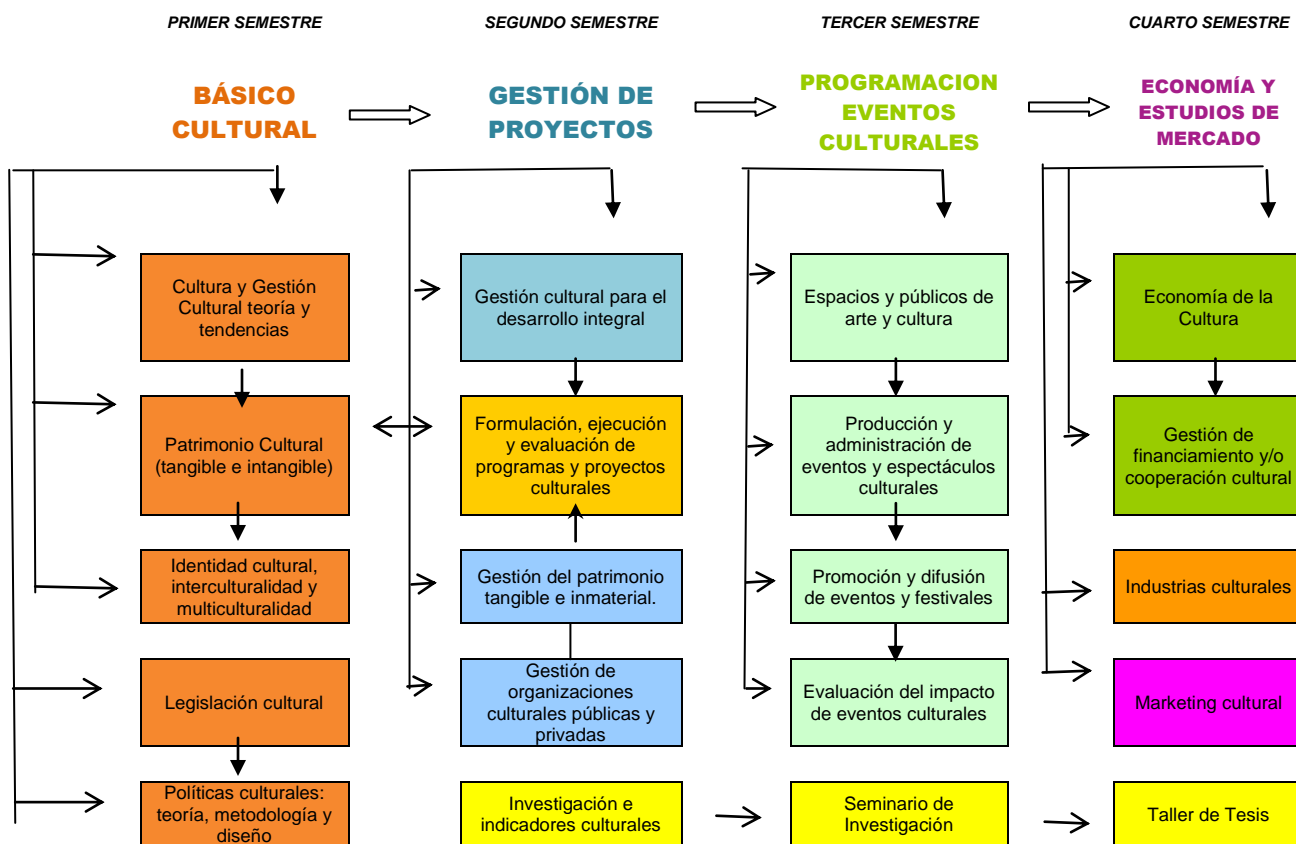 PRIMER SEMESTRE
SEGUNDO SEMESTRE
TERCER SEMESTRE
CUARTO SEMESTRE
BÁSICO
CULTURAL
GESTIÓN DE
PROYECTOS
PROGRAMACION
EVENTOS
CULTURALES
ECONOMÍA Y
ESTUDIOS DE
MERCADO
Cultura y Gestión
Cultural teoría y
tendencias
Gestión cultural para el
desarrollo integral
Espacios y públicos de
arte y cultura
Economía de la
Cultura
Patrimonio Cultural
(tangible e intangible)
Formulación, ejecución
y evaluación de
programas y proyectos
culturales
Producción y
administración de
eventos y espectáculos
culturales
Gestión de
financiamiento y/o
cooperación cultural
Identidad cultural,
interculturalidad y
multiculturalidad
Gestión del patrimonio
tangible e inmaterial.
Promoción y difusión
de eventos y festivales
Industrias culturales
Legislación cultural
Gestión de
organizaciones
culturales públicas y
privadas
Evaluación del impacto
de eventos culturales
Marketing cultural
Políticas culturales:
teoría, metodología y
diseño
Investigación e
indicadores culturales
Seminario de
Investigación
Taller de Tesis